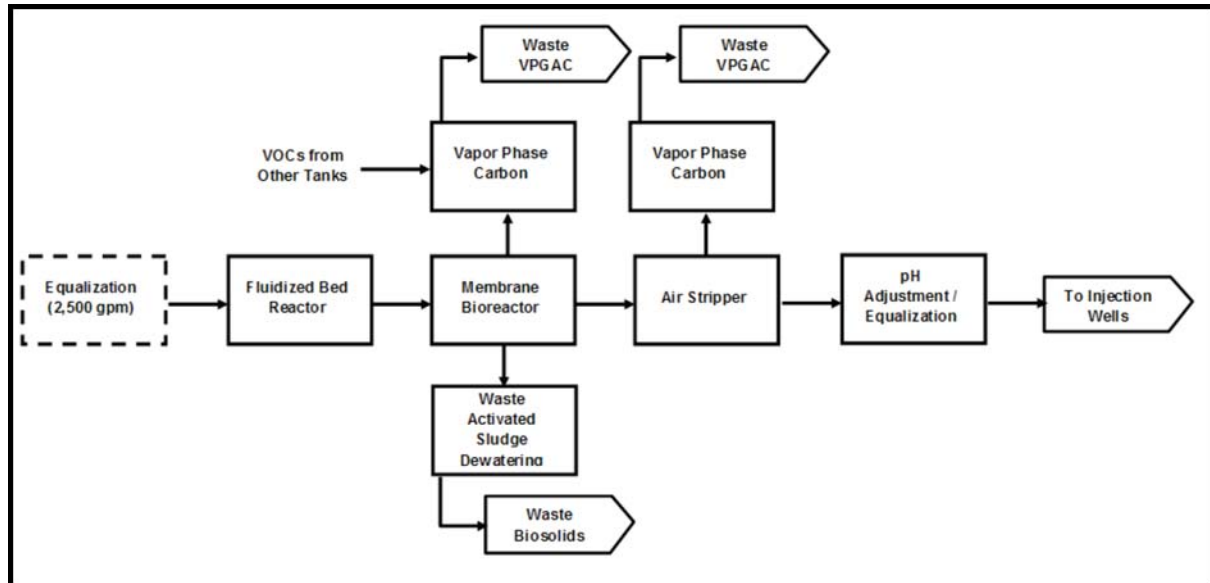 Waste
VPGAC
Waste
VPGAC
VOCs from
Other Tanks
Vapor Phase
Carbon
Vapor Phase
Carbon
Equalization
(2,500 gpm)
Fluidized Bed
Reactor
Membrane
Bioreactor
Air Stripper
pH
Adjustment /
Equalization
To Injection
Wells
Waste
Activated
Sludge
Dewatering
Waste
Biosolids